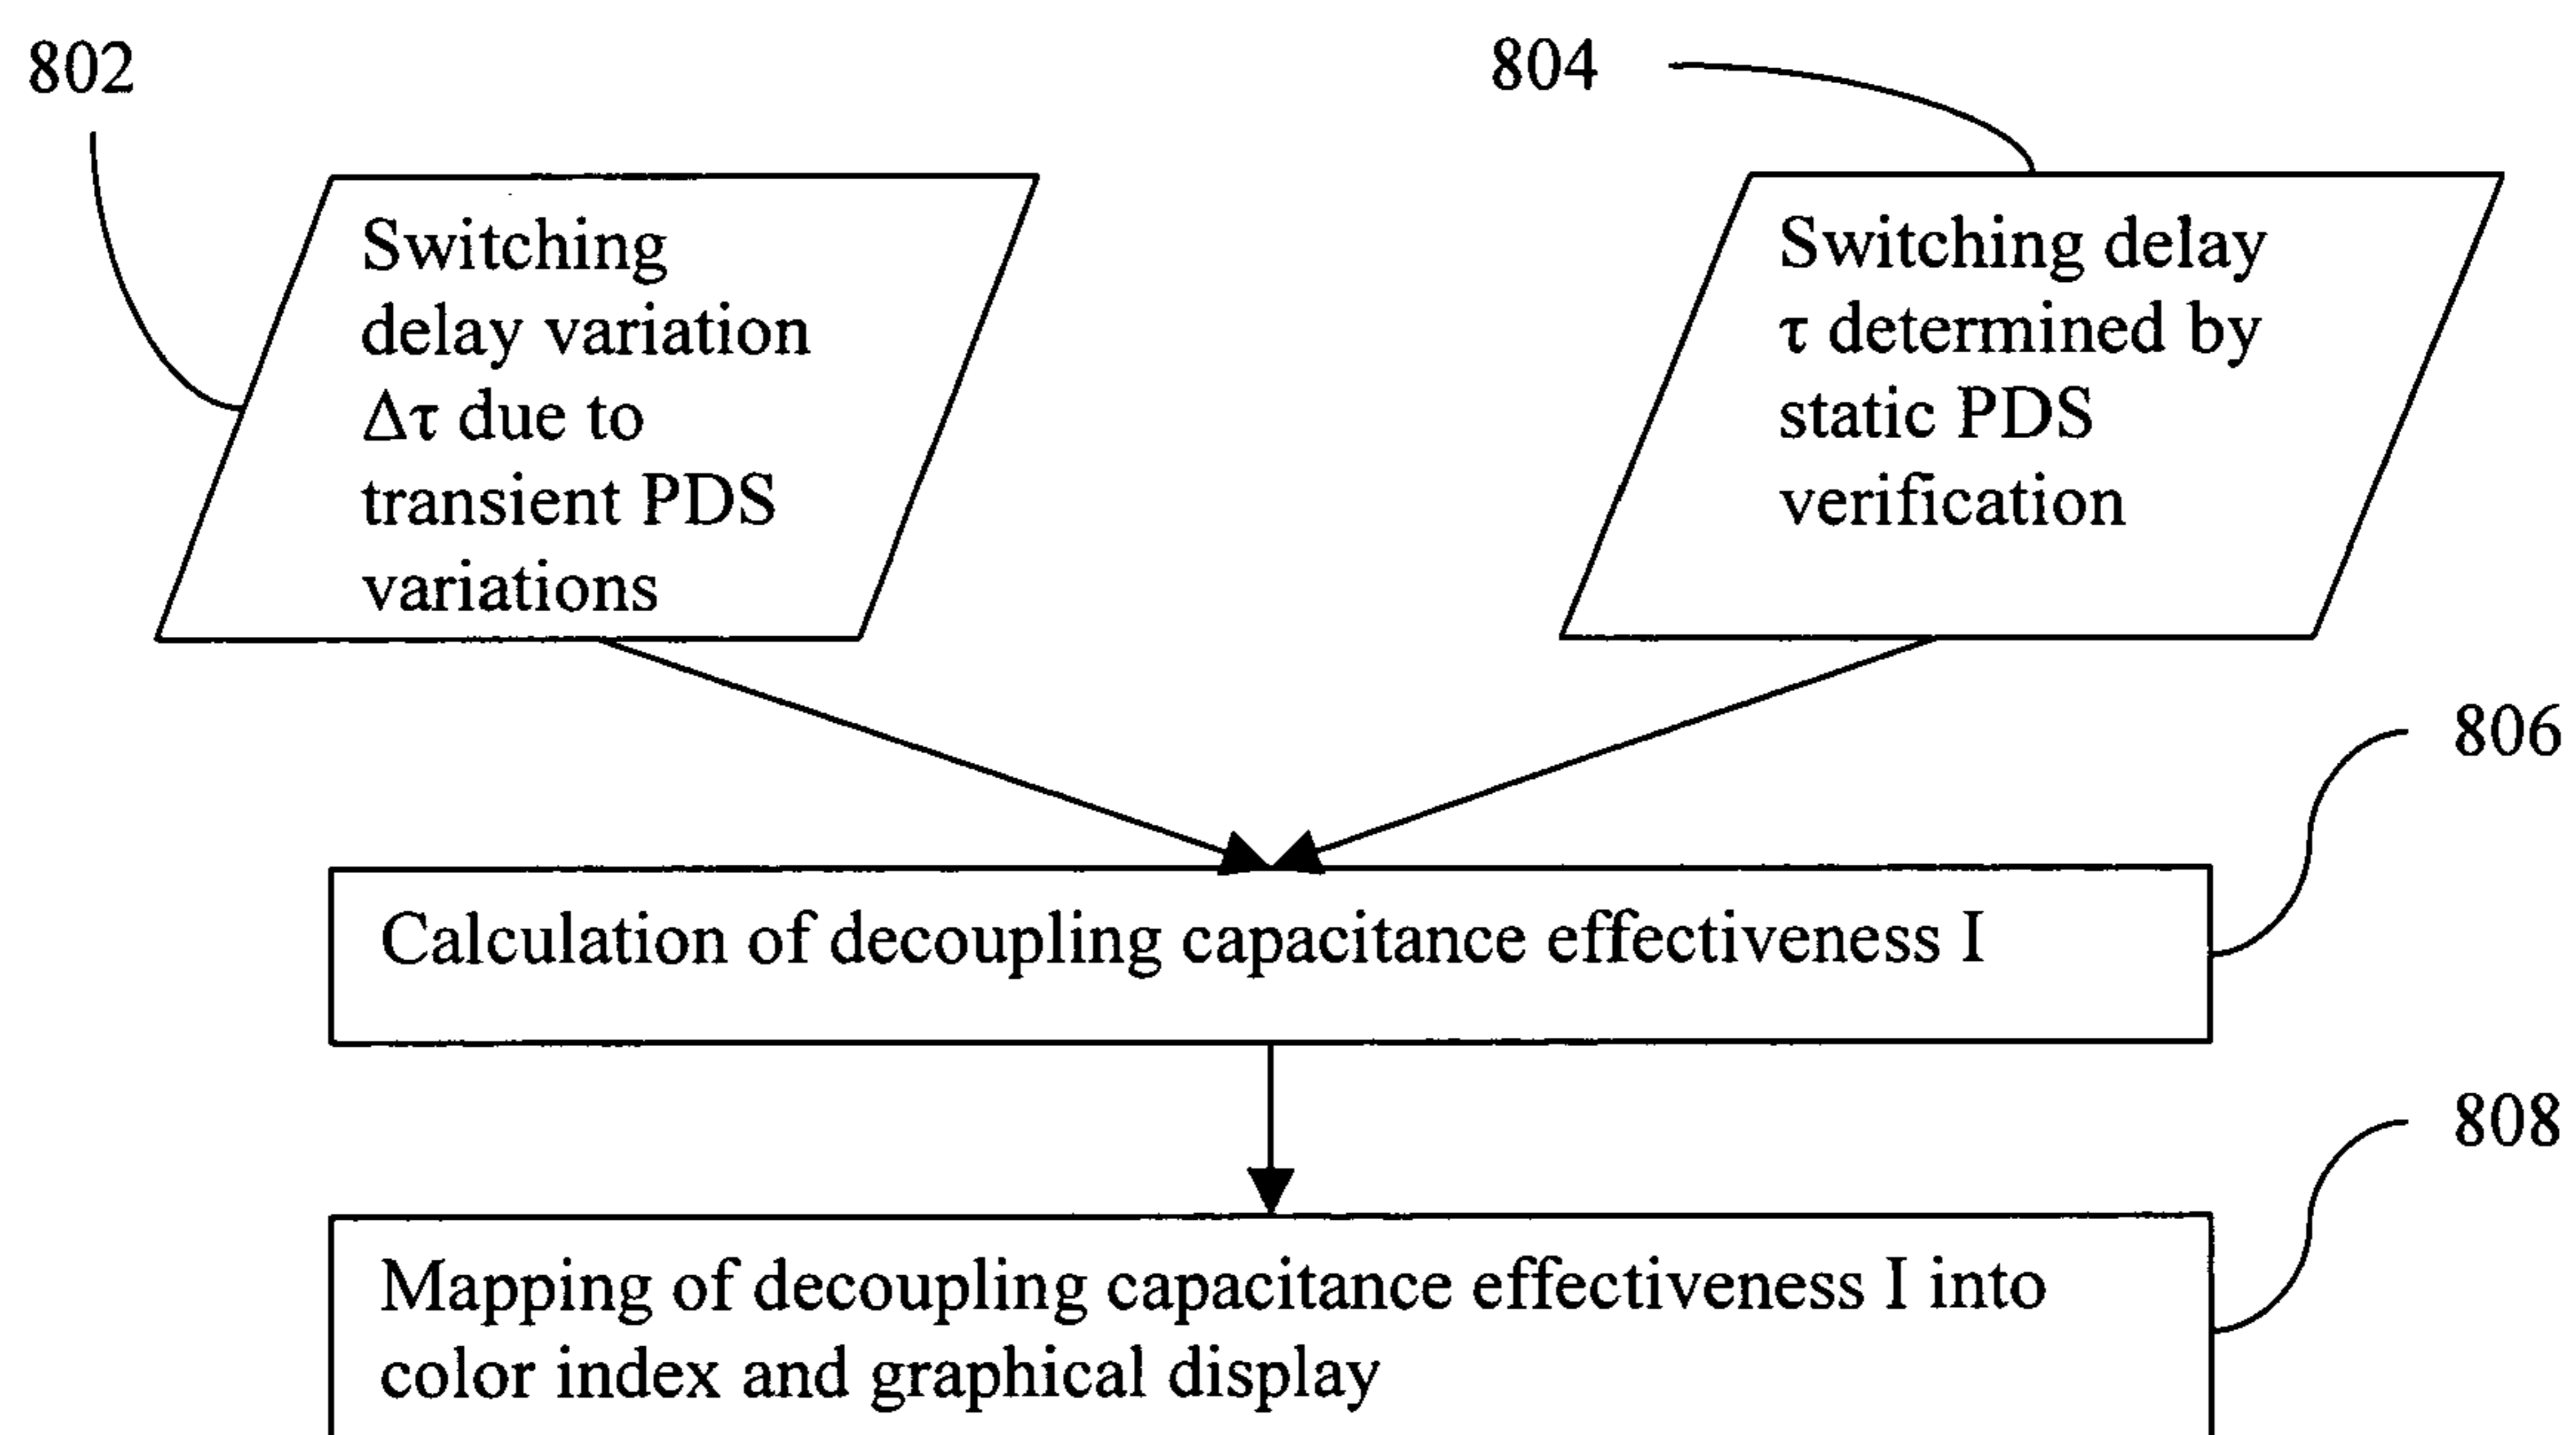 802
804
Switching
delay variation
Δτ due to
transient PDS
variations
Switching delay
τ determined by
static PDS
verification
806
Calculation of decoupling capacitance effectiveness I
808
Mapping of decoupling capacitance effectiveness I into
color index and graphical display